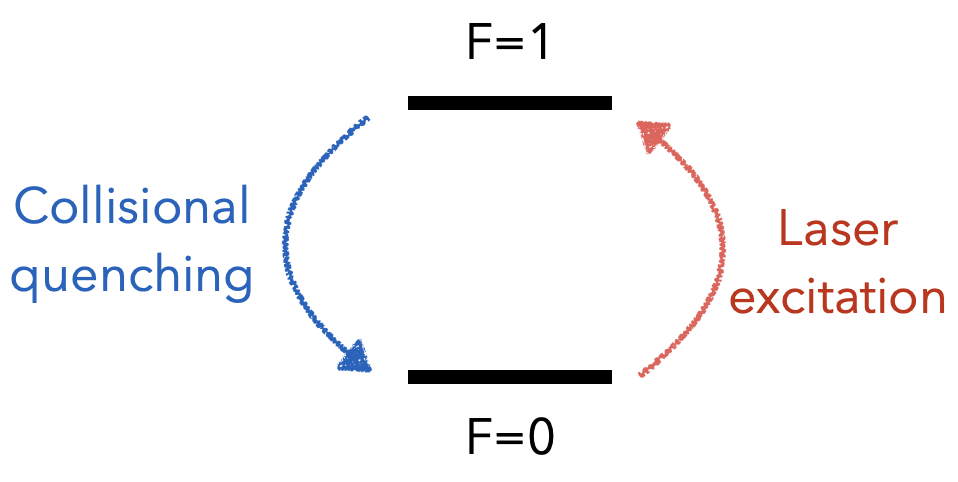 F=1
Collisional
quenching
Laser
excitation
F=0